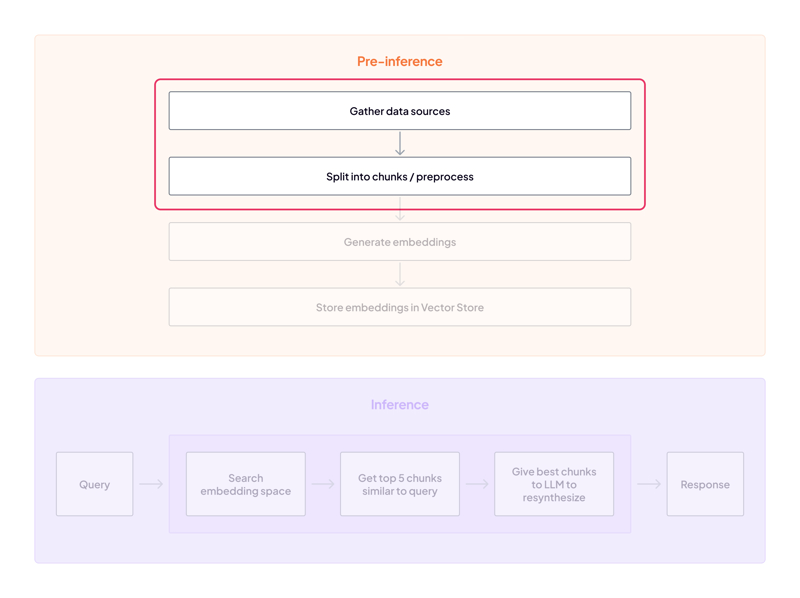 Pre-inference
Gather data sources
Split into chunks / preprocess
Generate embeddings
Store embeddings in Vector Store
Inference
Query
Search
embedding space
Get top 5 chunks
similar to query
Give best chunks
to LLM to
resynthesize
Response